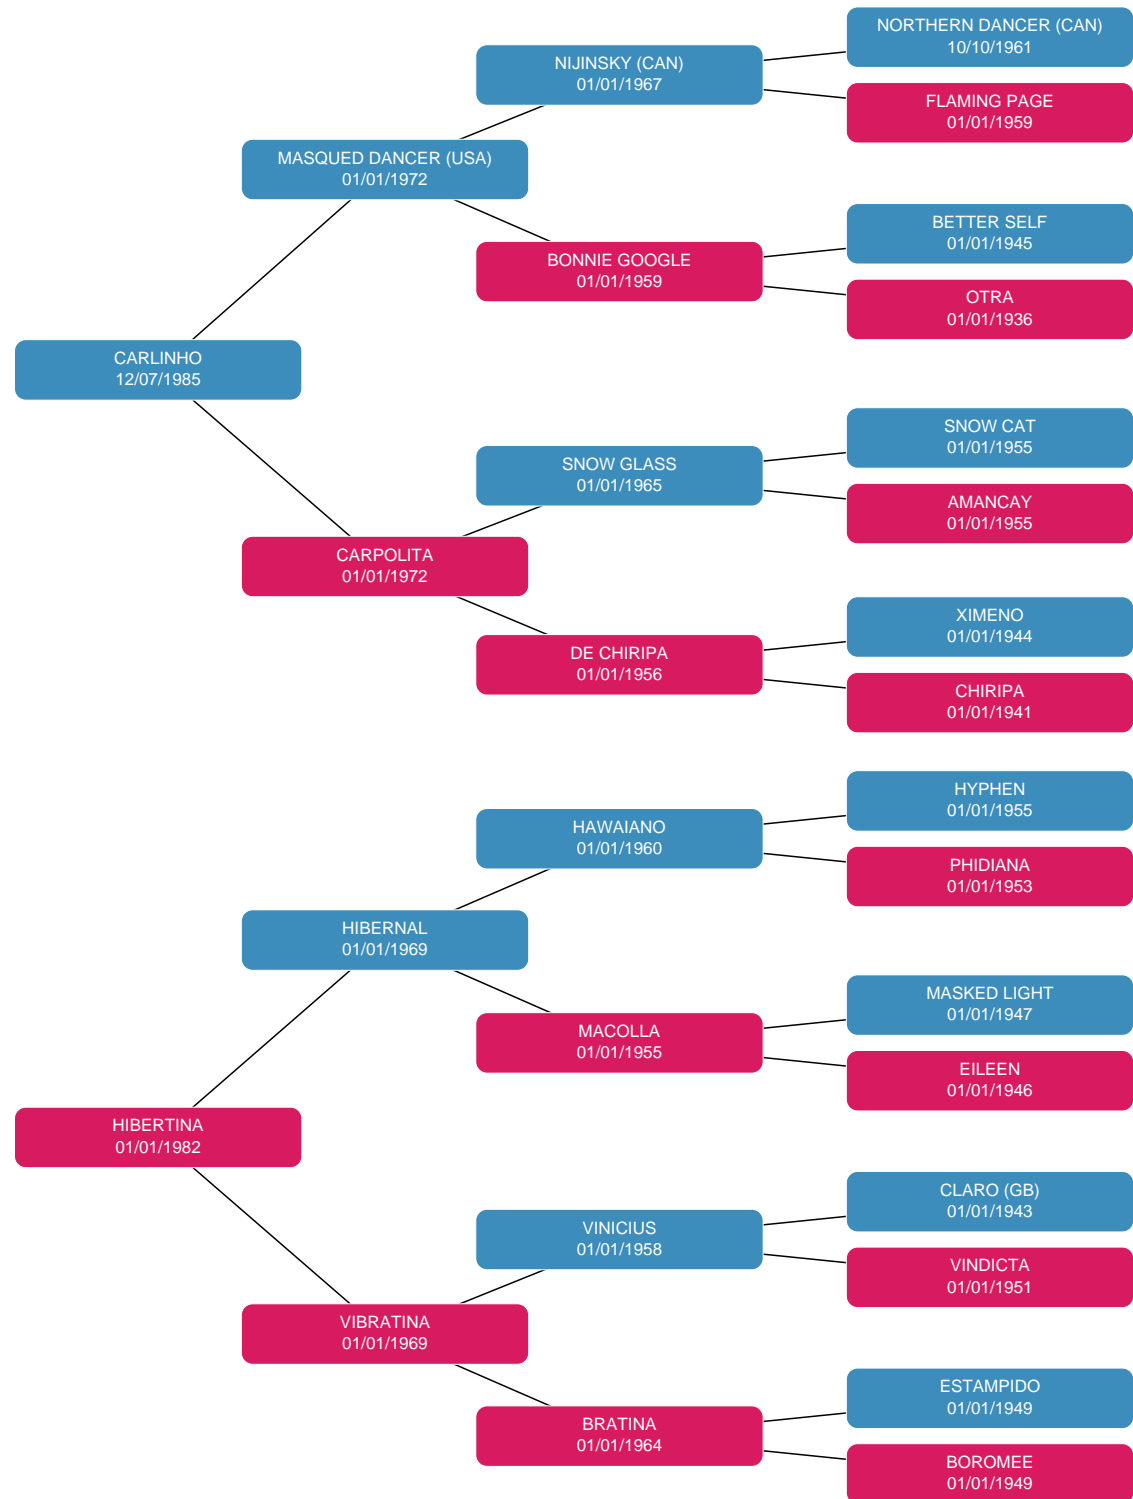 NORTHERN DANCER (CAN)
10/10/1961
NIJINSKY (CAN)
01/01/1967
FLAMING PAGE
01/01/1959
MASQUED DANCER (USA)
01/01/1972
BETTER SELF
01/01/1945
BONNIE GOOGLE
01/01/1959
OTRA
01/01/1936
CARLINHO
12/07/1985
SNOW CAT
01/01/1955
SNOW GLASS
01/01/1965
AMANCAY
01/01/1955
CARPOLITA
01/01/1972
XIMENO
01/01/1944
DE CHIRIPA
01/01/1956
CHIRIPA
01/01/1941
HYPHEN
01/01/1955
HAWAIANO
01/01/1960
PHIDIANA
01/01/1953
HIBERNAL
01/01/1969
MASKED LIGHT
01/01/1947
MACOLLA
01/01/1955
EILEEN
01/01/1946
HIBERTINA
01/01/1982
CLARO (GB)
01/01/1943
VINICIUS
01/01/1958
VINDICTA
01/01/1951
VIBRATINA
01/01/1969
ESTAMPIDO
01/01/1949
BRATINA
01/01/1964
BOROMEE
01/01/1949